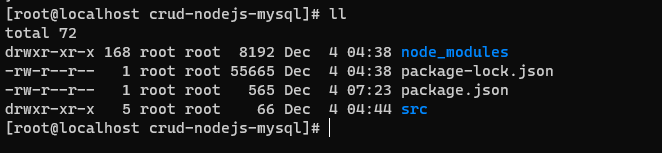 [root@localhost crud-nodejs-mysql]# ll
total 72
drwxr-xr-x 168 root root  8192 Dec  4 04:38 node_modules
-rw-r--r--   1 root root 55665 Dec  4 04:38 package-lock.json
-rw-r--r--   1 root root   565 Dec  4 07:23 package.json
drwxr-xr-x   5 root root    66 Dec  4 04:44 src
[root@localhost crud-nodejs-mysql]#